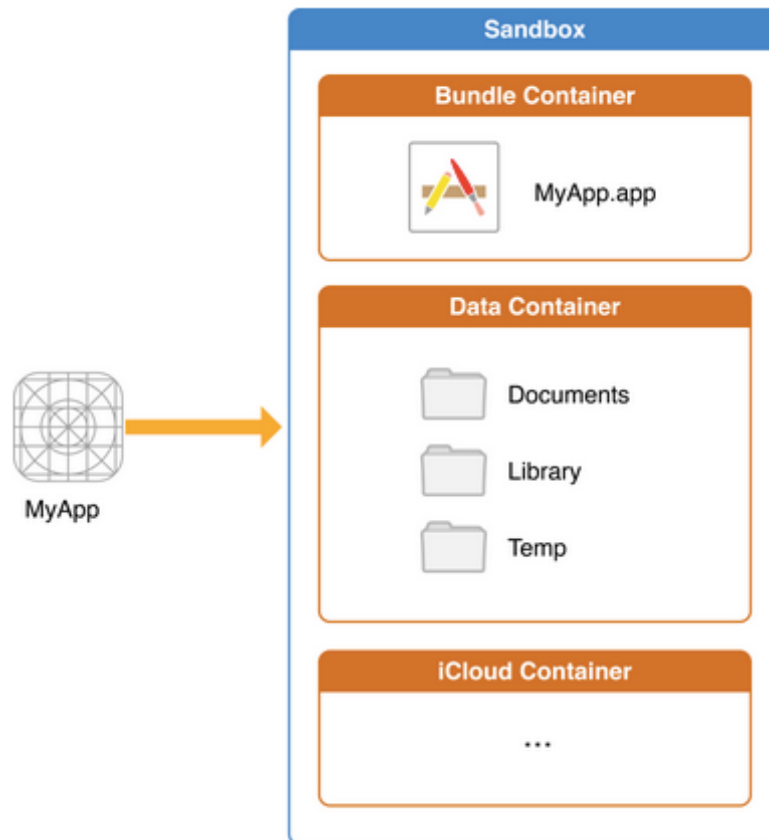 Sandbox
Bundle Container
MyApp.app
Data Container
Documents
Library
Temp
MyApp
iCloud Container
...